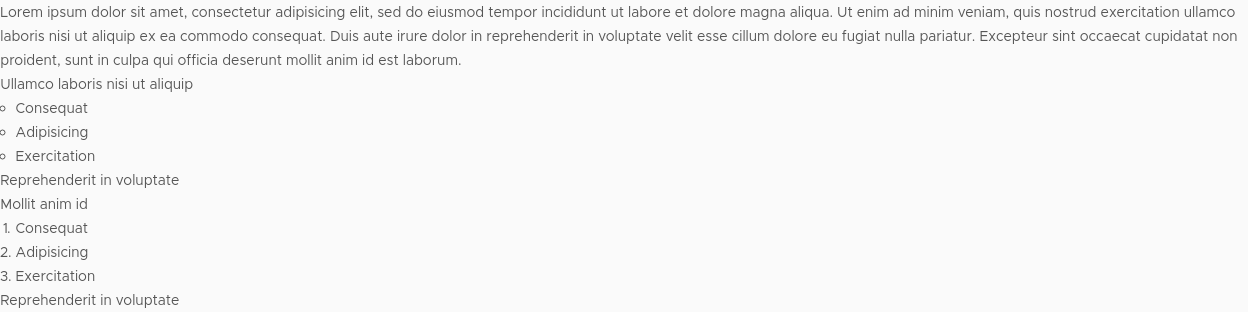 Lorem ipsum dolor sit amet, consectetur adipisicing elit, sed do eiusmod tempor incididunt ut labore et dolore magna aliqua. Ut enim ad minim veniam, quis nostrud exercitation ullamco
laboris nisi ut aliquip ex ea commodo consequat. Duis aute irure dolor in reprehenderit in voluptate velit esse cillum dolore eu fugiat nulla pariatur. Excepteur sint occaecat cupidatat non
proident, sunt in culpa qui officia deserunt mollit anim id est laborum.
Ullamco laboris nisi ut aliquip
◦ Consequat
◦ Adipisicing
◦ Exercitation
Reprehenderit in voluptate
Mollit anim id
1. Consequat
2. Adipisicing
3. Exercitation
Reprehenderit in voluptate